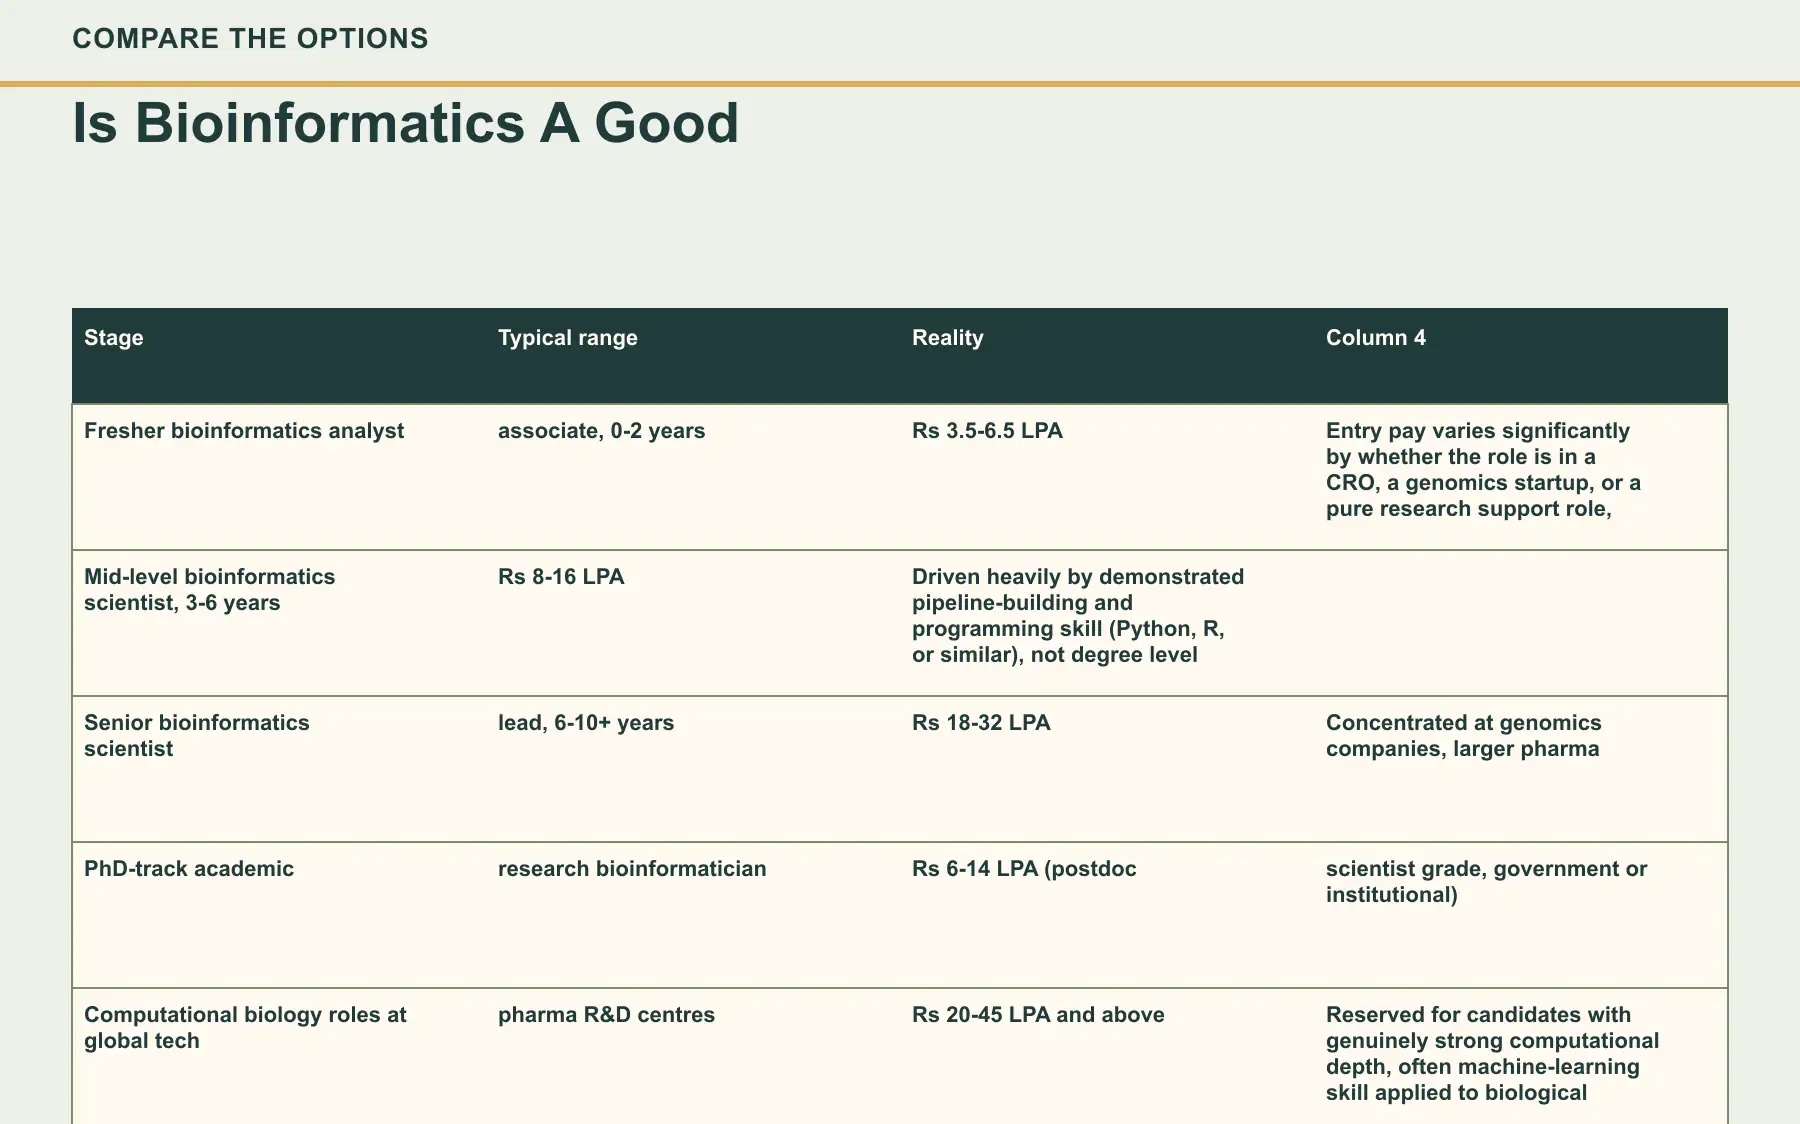 COMPARE THE OPTIONS
Is Bioinformatics A Good
Stage
Typical range
Reality
Column 4
Fresher bioinformatics analyst
associate, 0-2 years
Rs 3.5-6.5 LPA
Entry pay varies significantly
by whether the role is in a
CRO, a genomics startup, or a
pure research support role,
Mid-level bioinformatics
scientist, 3-6 years
Rs 8-16 LPA
Driven heavily by demonstrated
pipeline-building and
programming skill (Python, R,
or similar), not degree level
Senior bioinformatics
scientist
lead, 6-10+ years
Rs 18-32 LPA
Concentrated at genomics
companies, larger pharma
PhD-track academic
research bioinformatician
Rs 6-14 LPA (postdoc
scientist grade, government or
institutional)
Computational biology roles at
global tech
pharma R&D centres
Rs 20-45 LPA and above
Reserved for candidates with
genuinely strong computational
depth, often machine-learning
skill applied to biological